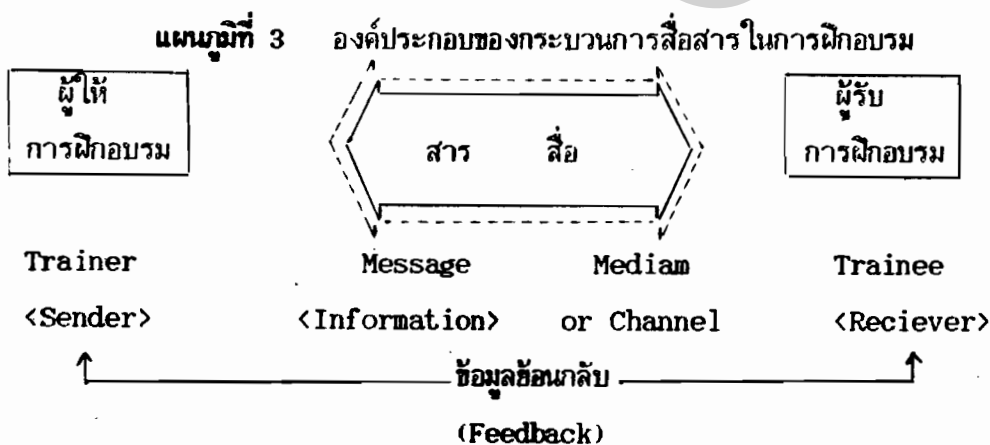 แผนภูมิที่ 3 องค์ประกอบของกระบวนการสื่อสารในการฝึกอบรม
ผู้ให้
การฝึกอบรม
สาร สื่อ
ผู้รับ
การฝึกอบรม
Trainer Message Mediam Trainee
<Sender> <Information> or Channel <Reciever>
ข้อมูลย้อนกลับ
(Feedback)